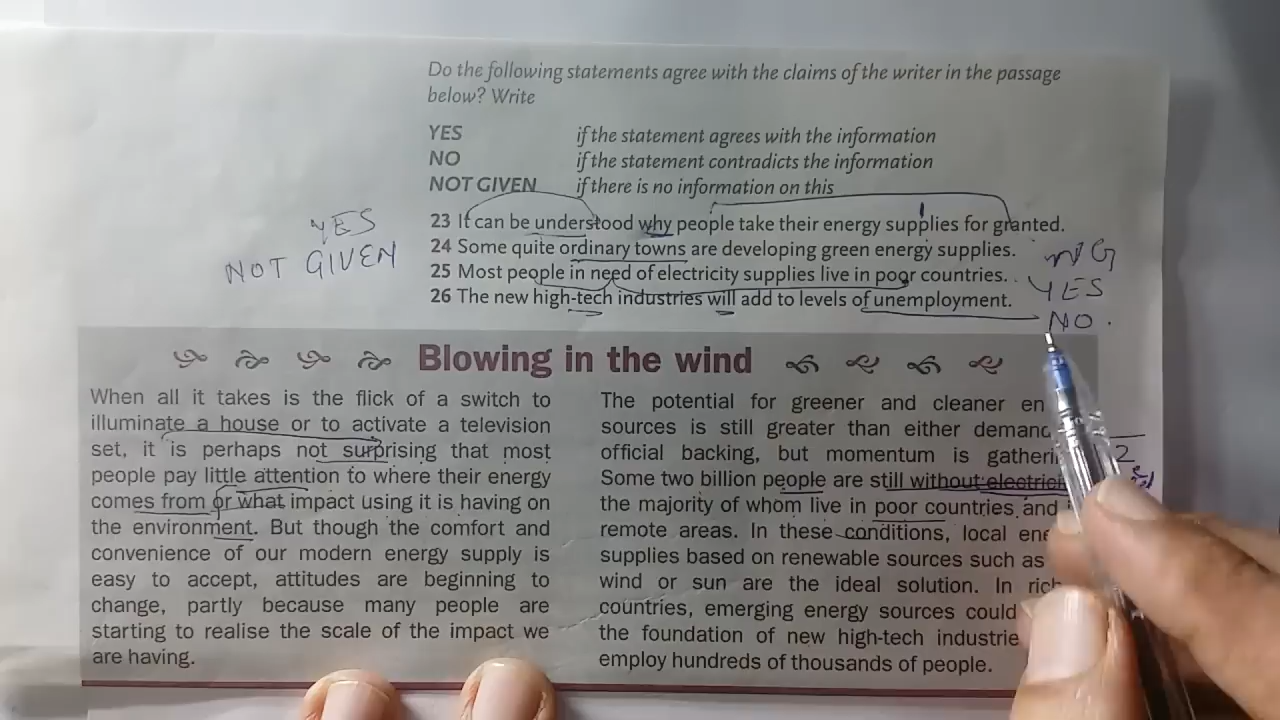 Do the following statements agree with the claims of the writer in the passage
below? Write
YES if the statement agrees with the information
NO if the statement contradicts the information
NOT GIVEN if there is no information on this
YES
NOT GIVEN
23 It can be understood why people take their energy supplies for granted.
24 Some quite ordinary towns are developing green energy supplies. NG
25 Most people in need of electricity supplies live in poor countries. YES
26 The new high-tech industries will add to levels of unemployment. NO.
Blowing in the wind
When all it takes is the flick of a switch to
illuminate a house or to activate a television
set, it is perhaps not surprising that most
people pay little attention to where their energy
comes from or what impact using it is having on
the environment. But though the comfort and
convenience of our modern energy supply is
easy to accept, attitudes are beginning to
change, partly because many people are
starting to realise the scale of the impact we
are having.
The potential for greener and cleaner en
sources is still greater than either demand
official backing, but momentum is gatheri
Some two billion people are still without electrici
the majority of whom live in poor countries and
remote areas. In these conditions, local ene
supplies based on renewable sources such as
wind or sun are the ideal solution. In rich
countries, emerging energy sources could
the foundation of new high-tech industrie
employ hundreds of thousands of people.
2